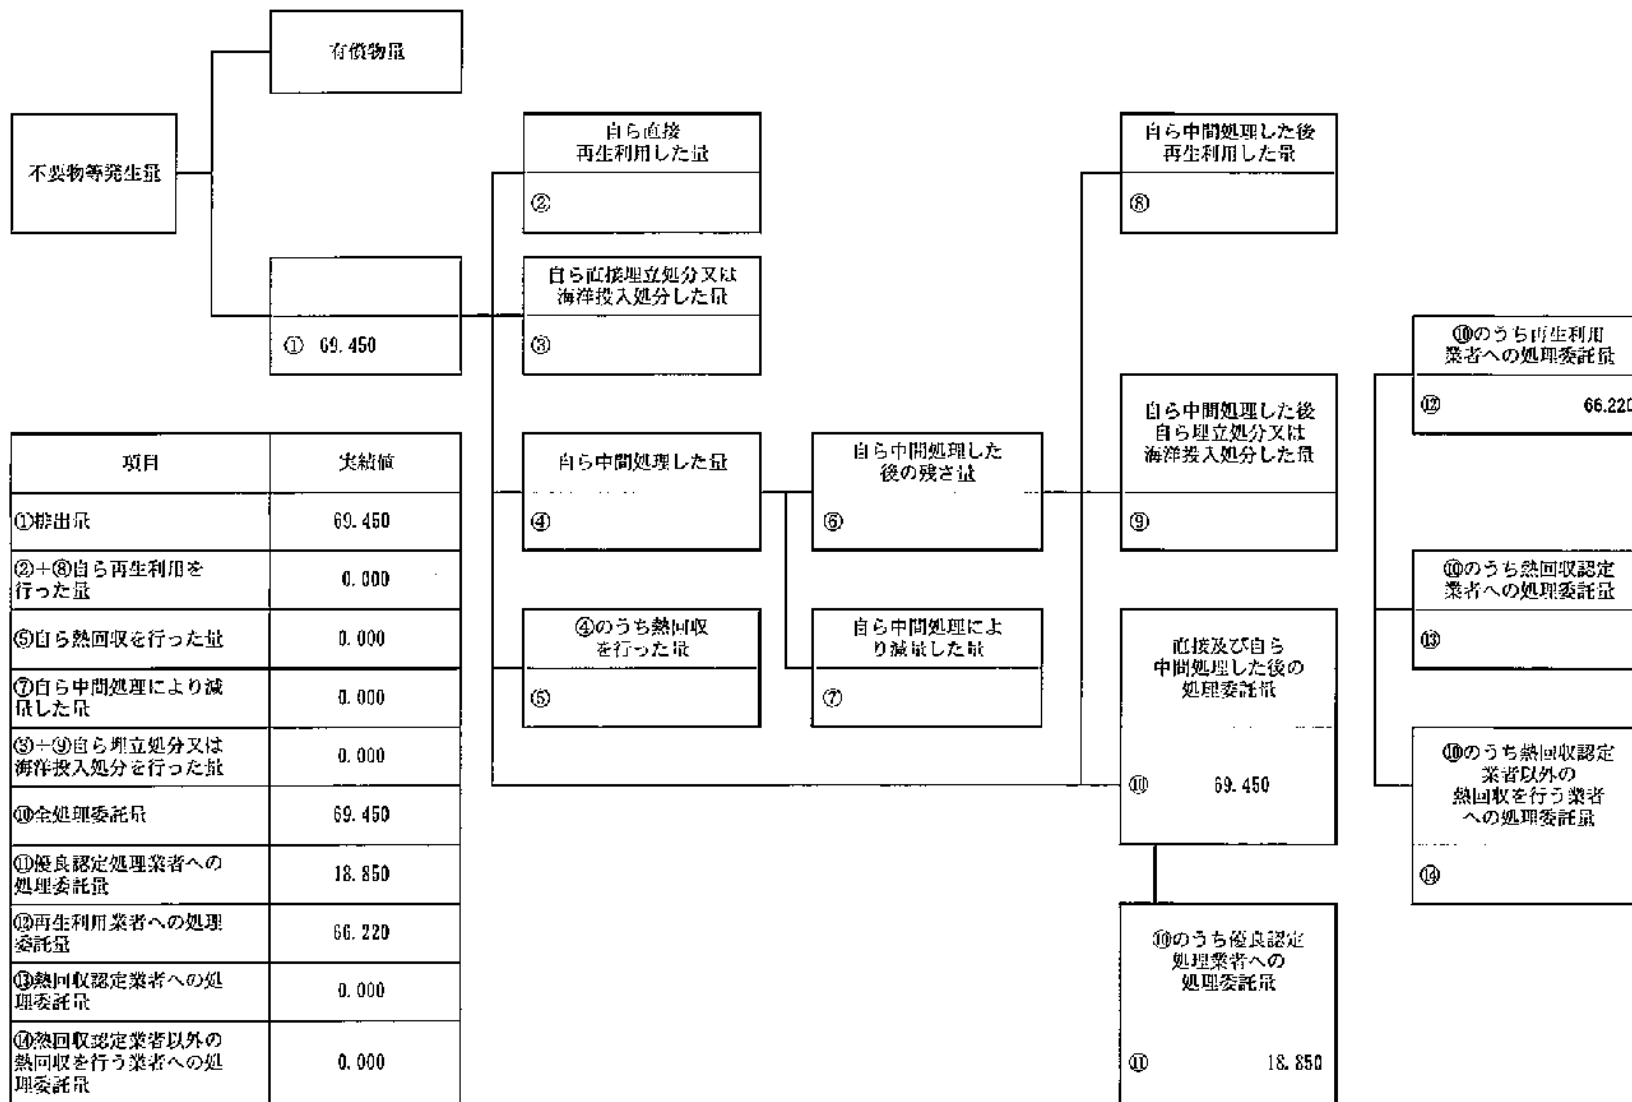 有償物量
不要物等発生量
① 69.450
自ら直接
再生利用した量
②
自ら直接埋立処分又は
海洋投入処分した量
③
自ら中間処理した量
④
④のうち熱回収
を行った量
⑤
自ら中間処理した
後の残さ量
⑥
自ら中間処理によ
り減量した量
⑦
自ら中間処理した後
再生利用した量
⑧
自ら中間処理した後
自ら埋立処分又は
海洋投入処分した量
⑨
直接及び自ら
中間処理した後の
処理委託量
⑩ 69.450
⑩のうち優良認定
処理業者への
処理委託量
⑪ 18.850
⑩のうち再生利用
業者への処理委託量
⑫ 66.220
⑩のうち熱回収認定
業者への処理委託量
⑬
⑩のうち熱回収認定
業者以外の
熱回収を行う業者
への処理委託量
⑭
項目 実績値
①排出量 69.450
②+⑧自ら再生利用を
行った量 0.000
⑤自ら熱回収を行った量 0.000
⑦自ら中間処理により減
量した量 0.000
③+⑨自ら埋立処分又は
海洋投入処分を行った量 0.000
⑩全処理委託量 69.450
⑪優良認定処理業者への
処理委託量 18.850
⑫再生利用業者への処理
委託量 66.220
⑬熱回収認定業者への処
理委託量 0.000
⑭熱回収認定業者以外の
熱回収を行う業者への処
理委託量 0.000